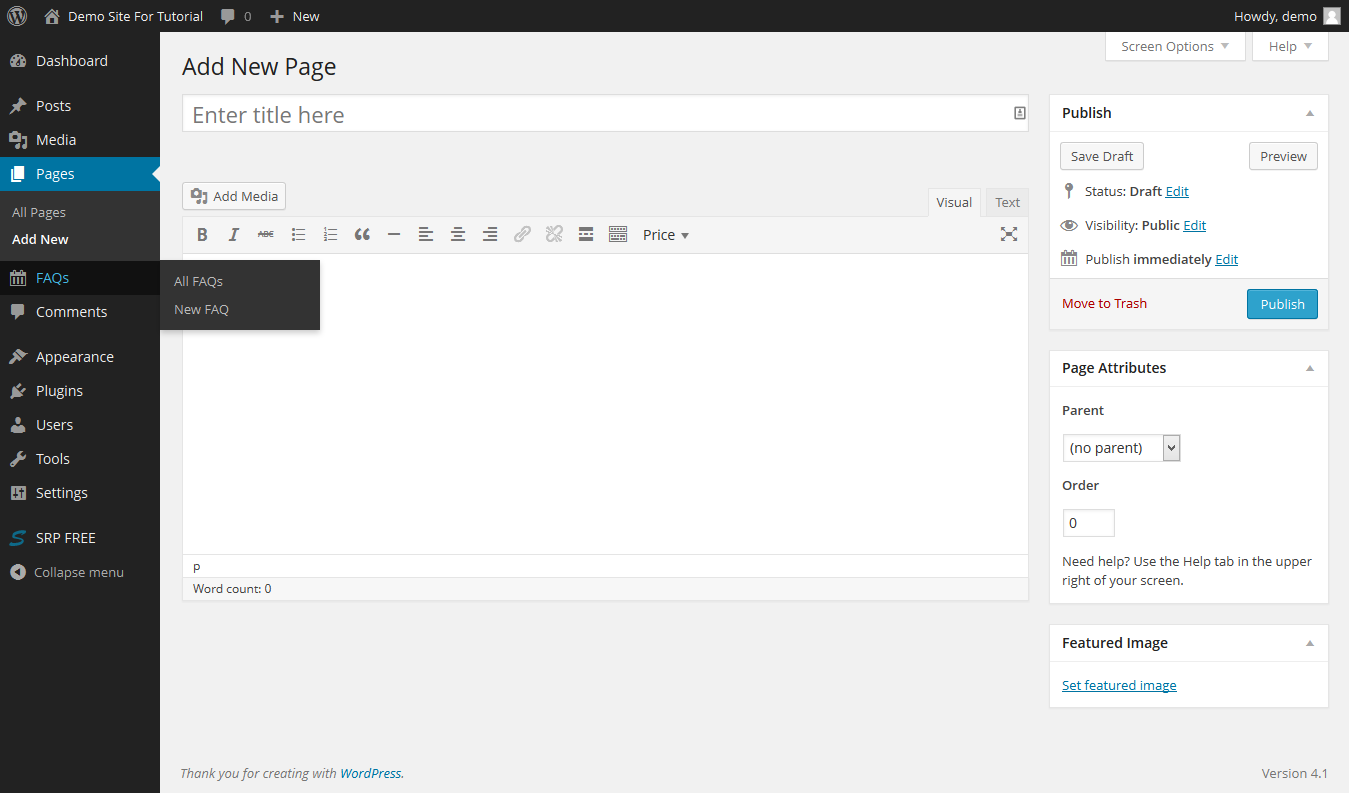 Demo Site For Tutorial 0 New Howdy, demo
Screen Options Help
Dashboard
Posts
Media
Pages
All Pages
Add New
FAQs
All FAQs
New FAQ
Comments
Appearance
Plugins
Users
Tools
Settings
SRP FREE
Collapse menu
Add New Page
Enter title here
Add Media
Visual Text
B I ABC Price
p
Word count: 0
Publish
Save Draft Preview
Status: Draft Edit
Visibility: Public Edit
Publish immediately Edit
Move to Trash Publish
Page Attributes
Parent
(no parent)
Order
0
Need help? Use the Help tab in the upper
right of your screen.
Featured Image
Set featured image
Thank you for creating with WordPress. Version 4.1